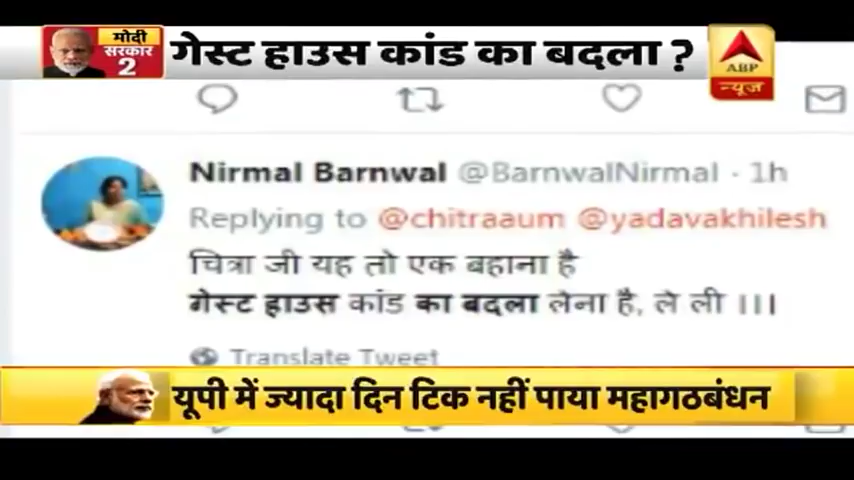 मोदी
सरकार
2
गेस्ट हाउस कांड का बदला ?
ABP
न्यूज़
Nirmal Barnwal @BarnwalNirmal · 1h
Replying to @chitraaum @yadavakhilesh
चित्रा जी यह तो एक बहाना है
गेस्ट हाउस कांड का बदला लेना है, ले ली ।।।
Translate Tweet
यूपी में ज्यादा दिन टिक नहीं पाया महागठबंधन